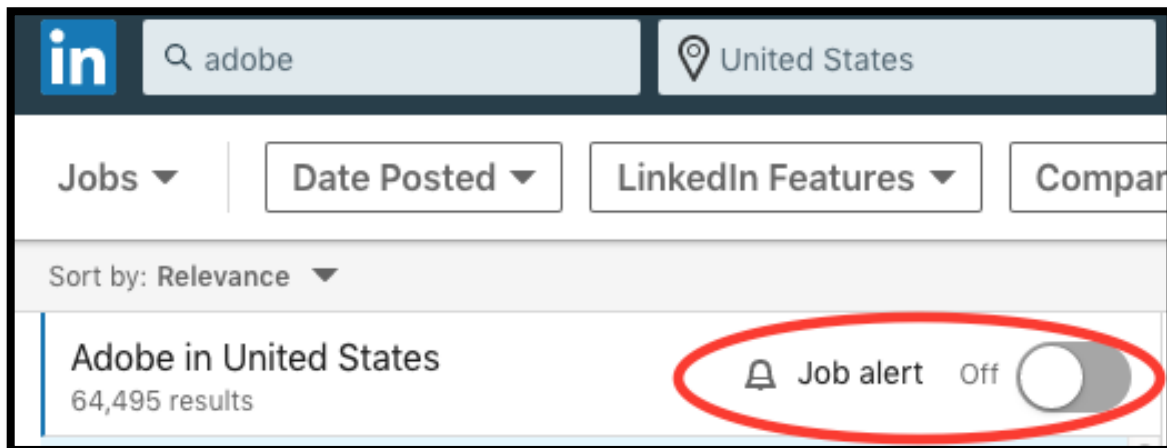 in adobe United States
Jobs Date Posted LinkedIn Features Compar
Sort by: Relevance
Adobe in United States Job alert Off
64,495 results